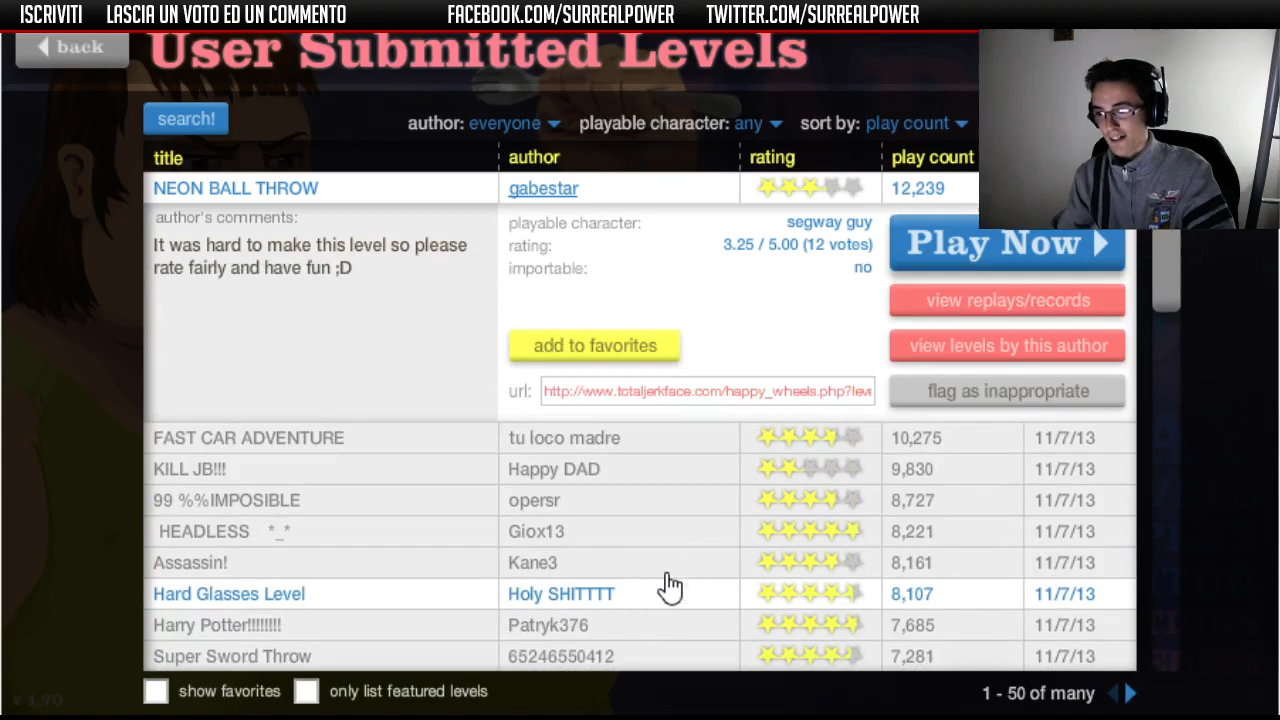 ISCRIVITI LASCIA UN VOTO ED UN COMMENTO FACEBOOK.COM/SURREALPOWER TWITTER.COM/SURREALPOWER
back User Submitted Levels
search! author: everyone playable character: any sort by: play count
title author rating play count
NEON BALL THROW gabestar 12,239
author's comments: playable character: segway guy Play Now
It was hard to make this level so please rating: 3.25 / 5.00 (12 votes)
rate fairly and have fun ;D importable: no
view replays/records
add to favorites view levels by this author
url: http://www.totaljerkface.com/happy_wheels.php?leve flag as inappropriate
FAST CAR ADVENTURE tu loco madre 10,275 11/7/13
KILL JB!!! Happy DAD 9,830 11/7/13
99 %%IMPOSIBLE opersr 8,727 11/7/13
HEADLESS *_* Giox13 8,221 11/7/13
Assassin! Kane3 8,161 11/7/13
Hard Glasses Level Holy SHITTTT 8,107 11/7/13
Harry Potter!!!!!!!! Patryk376 7,685 11/7/13
Super Sword Throw 65246550412 7,281 11/7/13
show favorites only list featured levels 1 - 50 of many
v 1.70